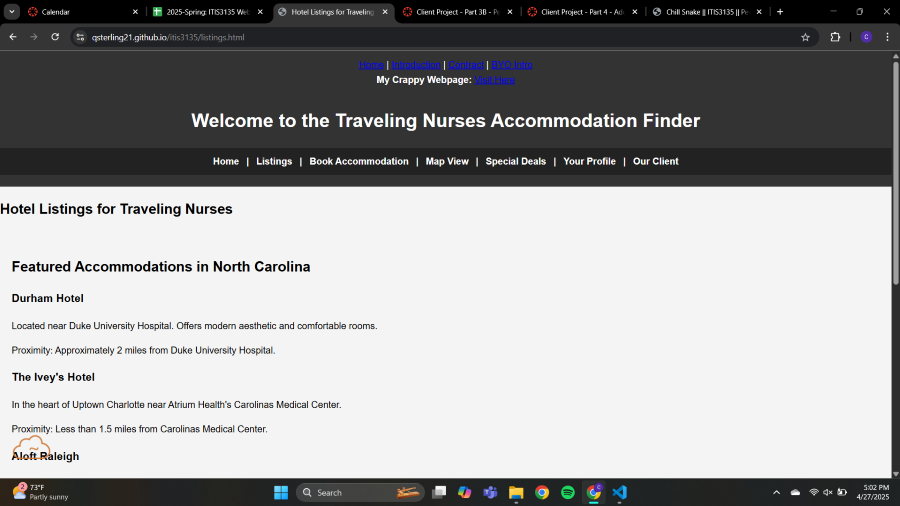 Calendar
2025-Spring: ITIS3135 Web
Hotel Listings for Traveling
Client Project - Part 3B - Pe
Client Project - Part 4 - Ad
Chill Snake || ITIS3135 || Pe
qsterling21.github.io/itis3135/listings.html
C
Home | Introduction | Contract | BYO Intro
My Crappy Webpage: Visit Here
Welcome to the Traveling Nurses Accommodation Finder
Home | Listings | Book Accommodation | Map View | Special Deals | Your Profile | Our Client
Hotel Listings for Traveling Nurses
Featured Accommodations in North Carolina
Durham Hotel
Located near Duke University Hospital. Offers modern aesthetic and comfortable rooms.
Proximity: Approximately 2 miles from Duke University Hospital.
The Ivey's Hotel
In the heart of Uptown Charlotte near Atrium Health's Carolinas Medical Center.
Proximity: Less than 1.5 miles from Carolinas Medical Center.
Aloft Raleigh
2
73°F
Partly sunny
Search
5:02 PM
4/27/2025